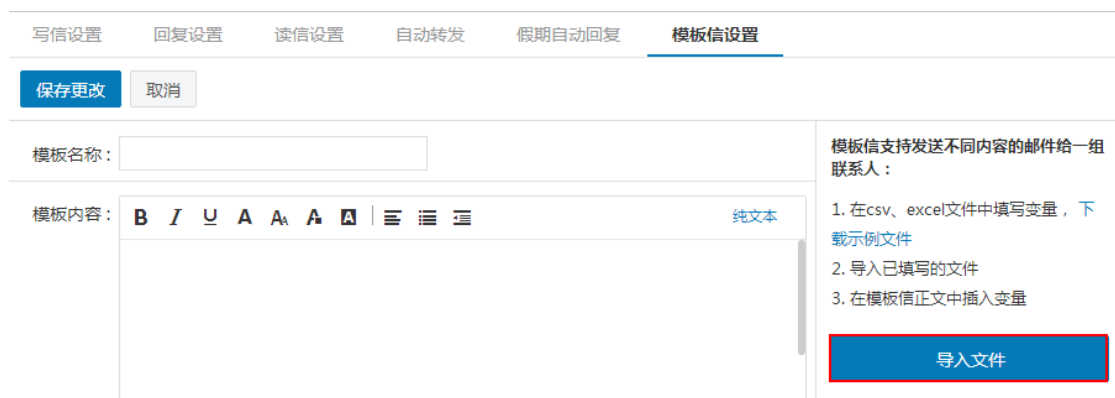 写信设置 回复设置 读信设置 自动转发 假期自动回复 模板信设置
保存更改 取消
模板名称：
模板内容：
B I U A AA A A 纯文本
模板信支持发送不同内容的邮件给一组
联系人：
1. 在csv、excel文件中填写变量， 下
载示例文件
2. 导入已填写的文件
3. 在模板信正文中插入变量
导入文件